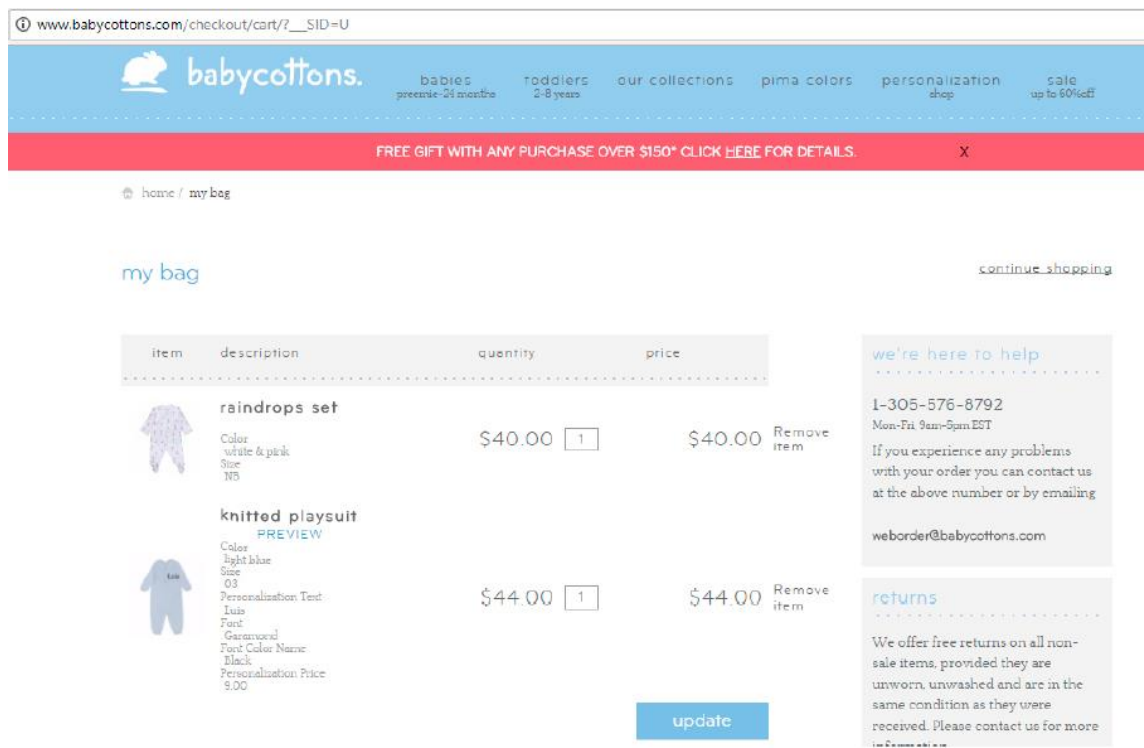 www.babycottons.com/checkout/cart/?___SID=U
babycottons.
babies
preemie-24 months
toddlers
2-8 years
our collections
pima colors
personalization
shop
sale
up to 60%off
FREE GIFT WITH ANY PURCHASE OVER $150* CLICK HERE FOR DETAILS.
X
home / my bag
my bag
continue shopping
item description quantity price
raindrops set
Color
white & pink
Size
NB
$40.00 1 $40.00 Remove
item
knitted playsuit
PREVIEW
Color
light blue
Size
03
Personalization Text
Luis
Font
Garamond
Font Color Name
Black
Personalization Price
9.00
Luis
$44.00 1 $44.00 Remove
item
update
we're here to help
1-305-576-8792
Mon-Fri 9am-5pm EST
If you experience any problems
with your order you can contact us
at the above number or by emailing
weborder@babycottons.com
returns
We offer free returns on all non-
sale items, provided they are
unworn, unwashed and are in the
same condition as they were
received. Please contact us for more
information